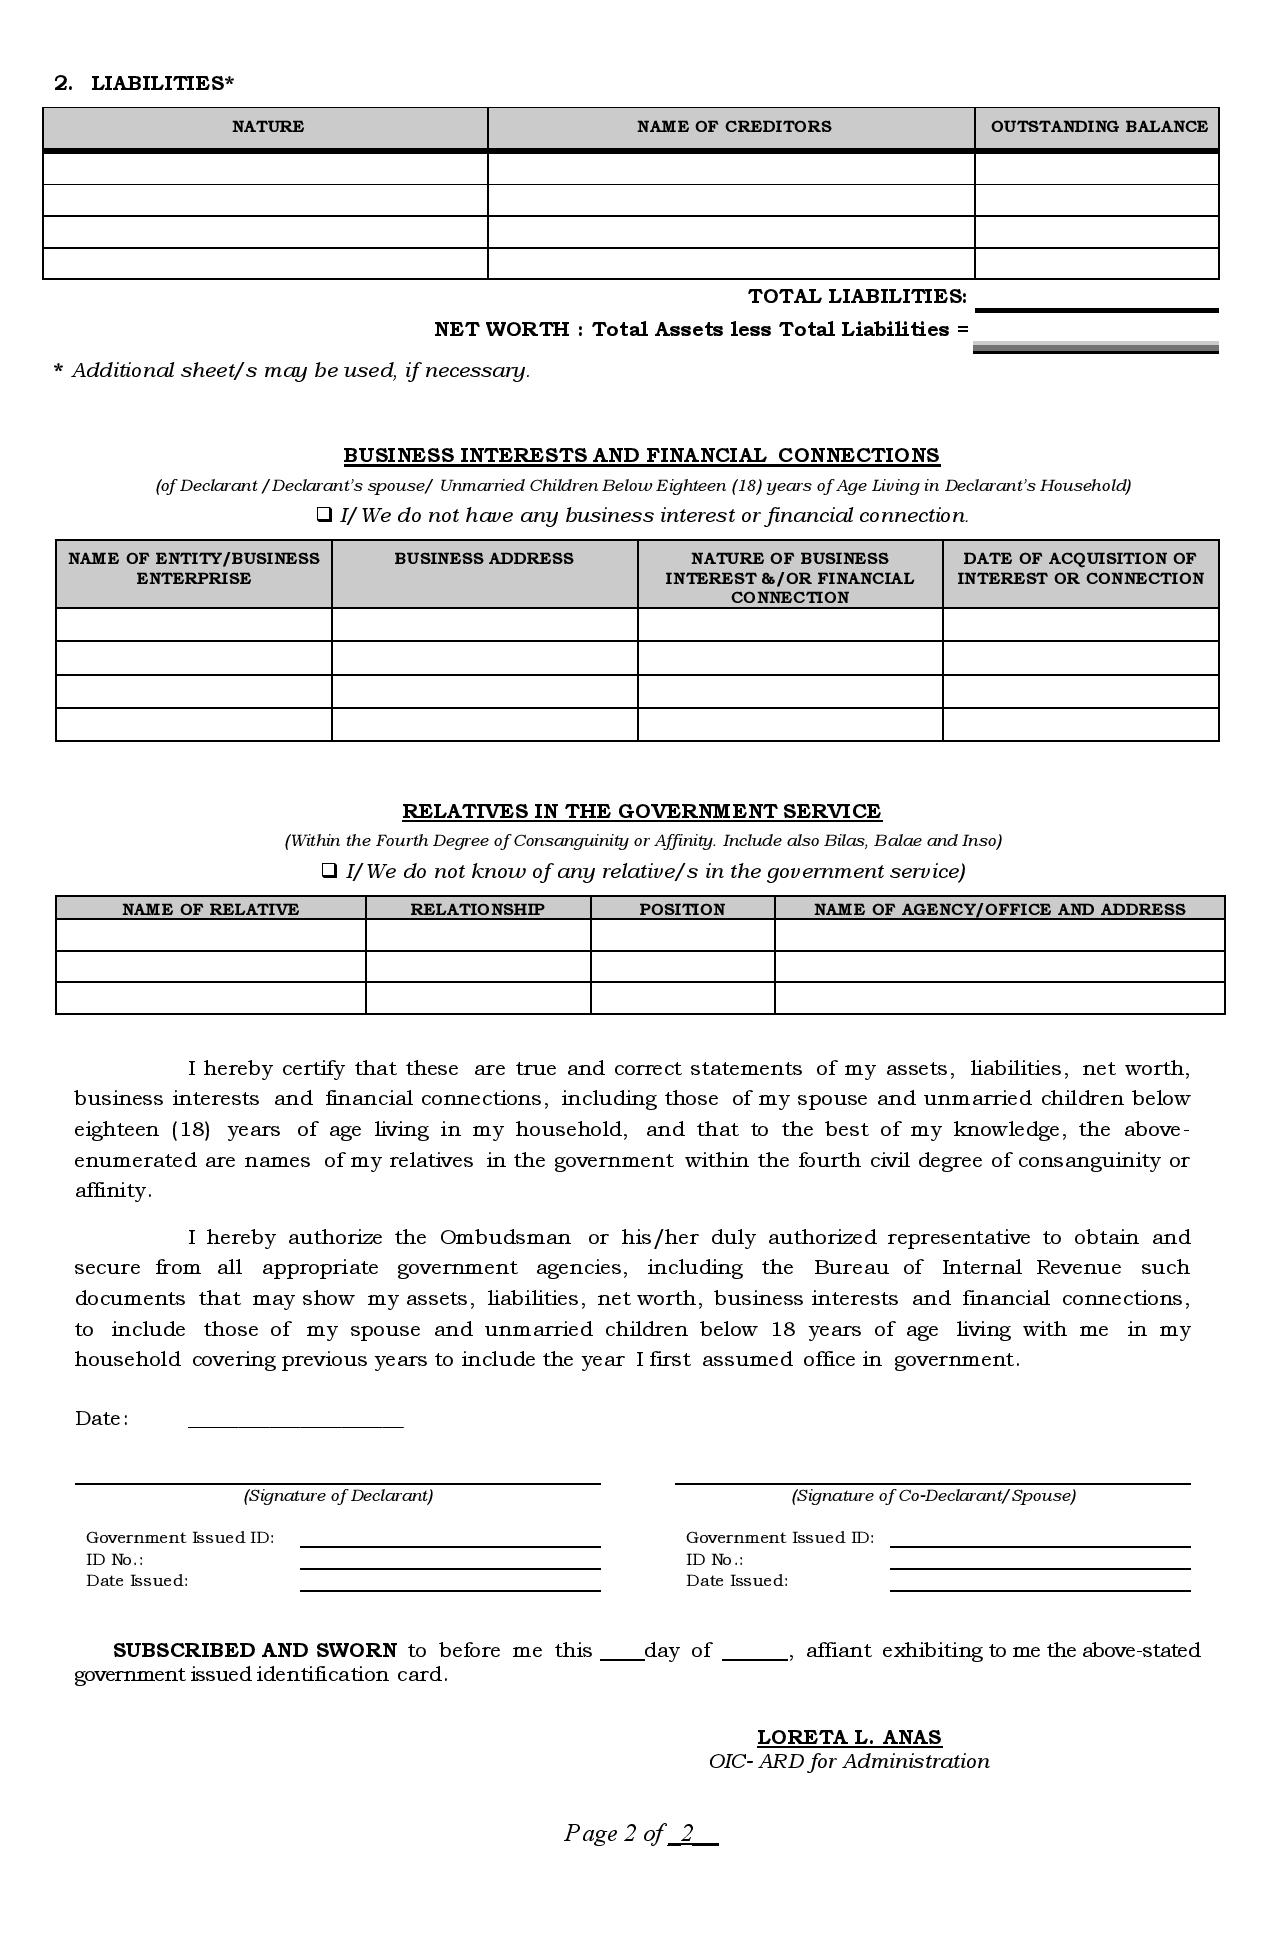 2. LIABILITIES*
NATURE NAME OF CREDITORS OUTSTANDING BALANCE
TOTAL LIABILITIES:
NET WORTH : Total Assets less Total Liabilities =
* Additional sheet/s may be used, if necessary.
BUSINESS INTERESTS AND FINANCIAL CONNECTIONS
(of Declarant /Declarant's spouse/ Unmarried Children Below Eighteen (18) years of Age Living in Declarant's Household)
❑ I/We do not have any business interest or financial connection.
NAME OF ENTITY/BUSINESS ENTERPRISE
BUSINESS ADDRESS
NATURE OF BUSINESS INTEREST &/OR FINANCIAL CONNECTION
DATE OF ACQUISITION OF INTEREST OR CONNECTION
RELATIVES IN THE GOVERNMENT SERVICE
(Within the Fourth Degree of Consanguinity or Affinity. Include also Bilas, Balae and Inso)
❑ I/We do not know of any relative/s in the government service)
NAME OF RELATIVE RELATIONSHIP POSITION NAME OF AGENCY/OFFICE AND ADDRESS
I hereby certify that these are true and correct statements of my assets, liabilities, net worth,
business interests and financial connections, including those of my spouse and unmarried children below
eighteen (18) years of age living in my household, and that to the best of my knowledge, the above-
enumerated are names of my relatives in the government within the fourth civil degree of consanguinity or
affinity.
I hereby authorize the Ombudsman or his/her duly authorized representative to obtain and
secure from all appropriate government agencies, including the Bureau of Internal Revenue such
documents that may show my assets, liabilities, net worth, business interests and financial connections,
to include those of my spouse and unmarried children below 18 years of age living with me in my
household covering previous years to include the year I first assumed office in government.
Date: ____________________
(Signature of Declarant) (Signature of Co-Declarant/Spouse)
Government Issued ID: Government Issued ID:
ID No.: ID No.:
Date Issued: Date Issued:
SUBSCRIBED AND SWORN to before me this ____day of ______, affiant exhibiting to me the above-stated
government issued identification card.
LORETA L. ANAS
OIC- ARD for Administration
Page 2 of _2__